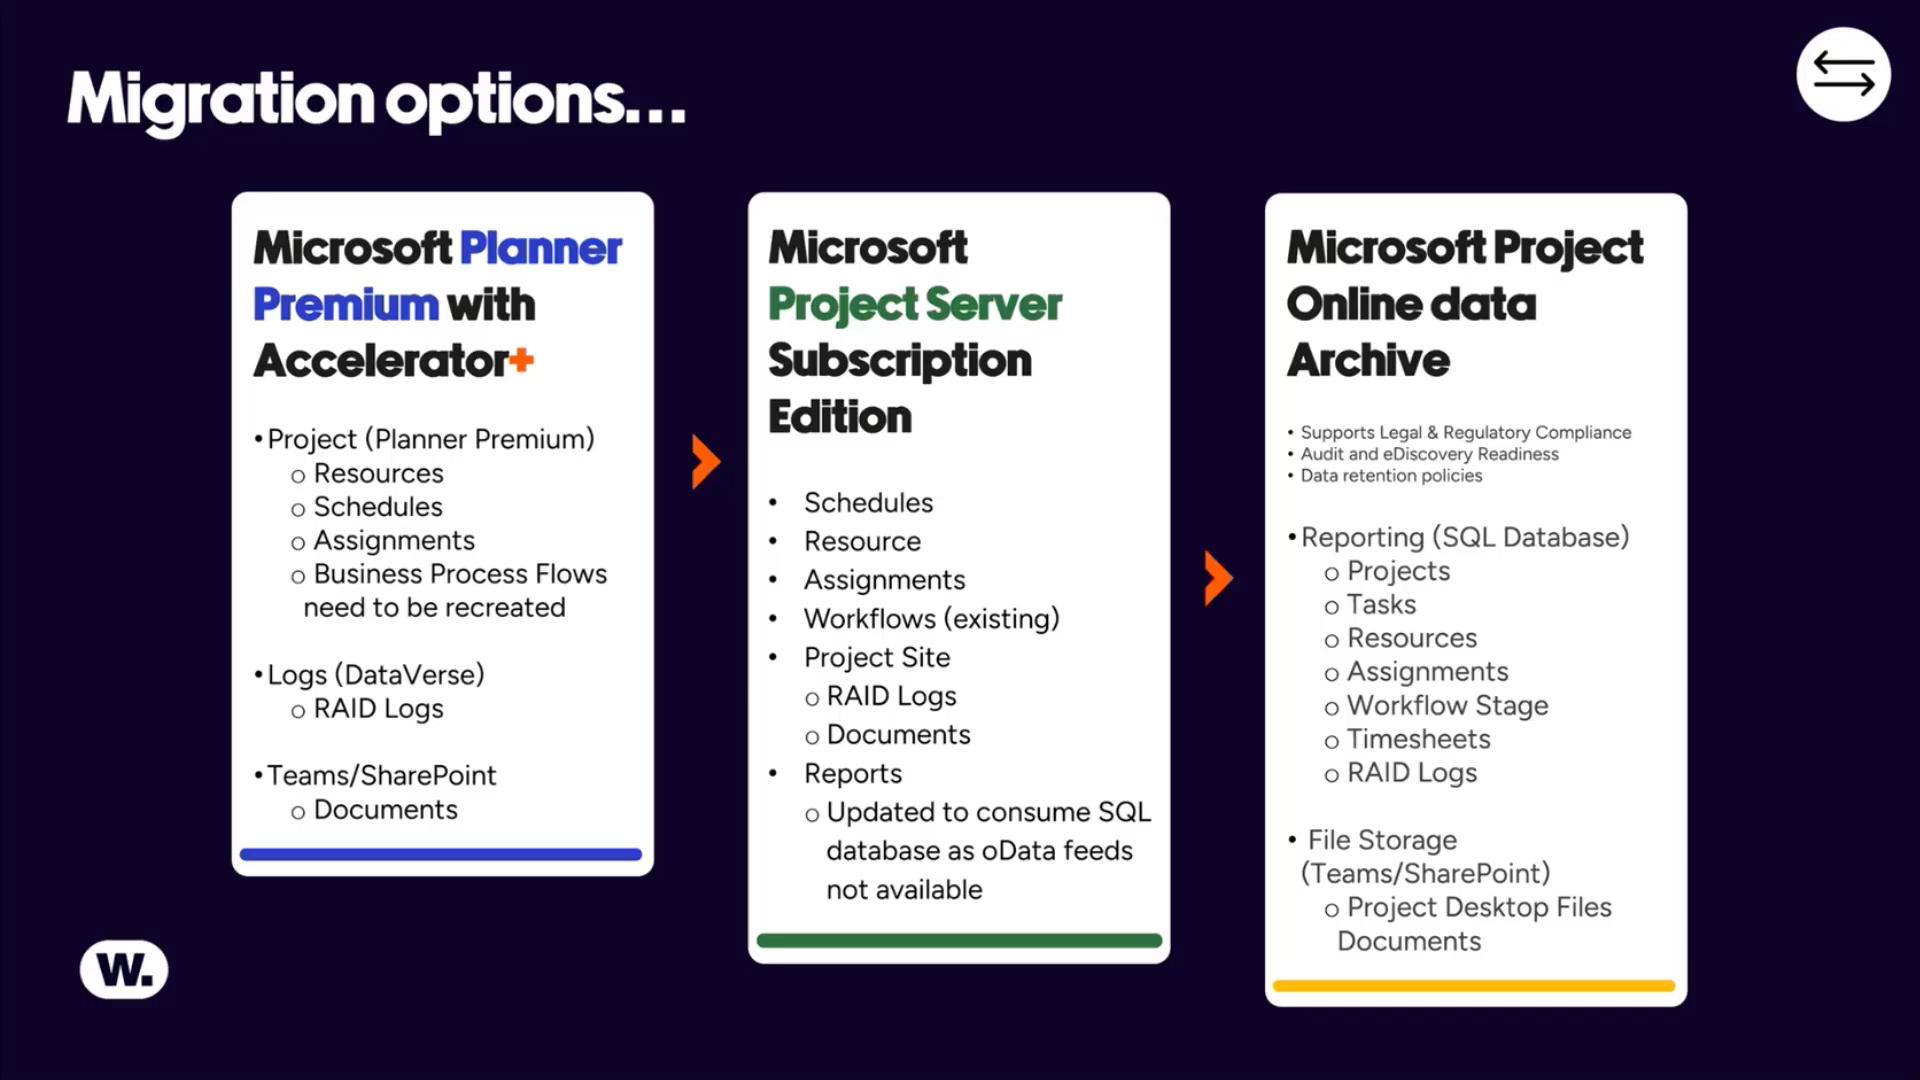 Migration options...
Microsoft Planner
Premium with
Accelerator+
•Project (Planner Premium)
o Resources
o Schedules
o Assignments
o Business Process Flows
need to be recreated
•Logs (DataVerse)
o RAID Logs
•Teams/SharePoint
o Documents
Microsoft
Project Server
Subscription
Edition
• Schedules
• Resource
• Assignments
• Workflows (existing)
• Project Site
o RAID Logs
o Documents
• Reports
o Updated to consume SQL
database as oData feeds
not available
Microsoft Project
Online data
Archive
• Supports Legal & Regulatory Compliance
• Audit and eDiscovery Readiness
• Data retention policies
•Reporting (SQL Database)
o Projects
o Tasks
o Resources
o Assignments
o Workflow Stage
o Timesheets
o RAID Logs
• File Storage
(Teams/SharePoint)
o Project Desktop Files
Documents
W.